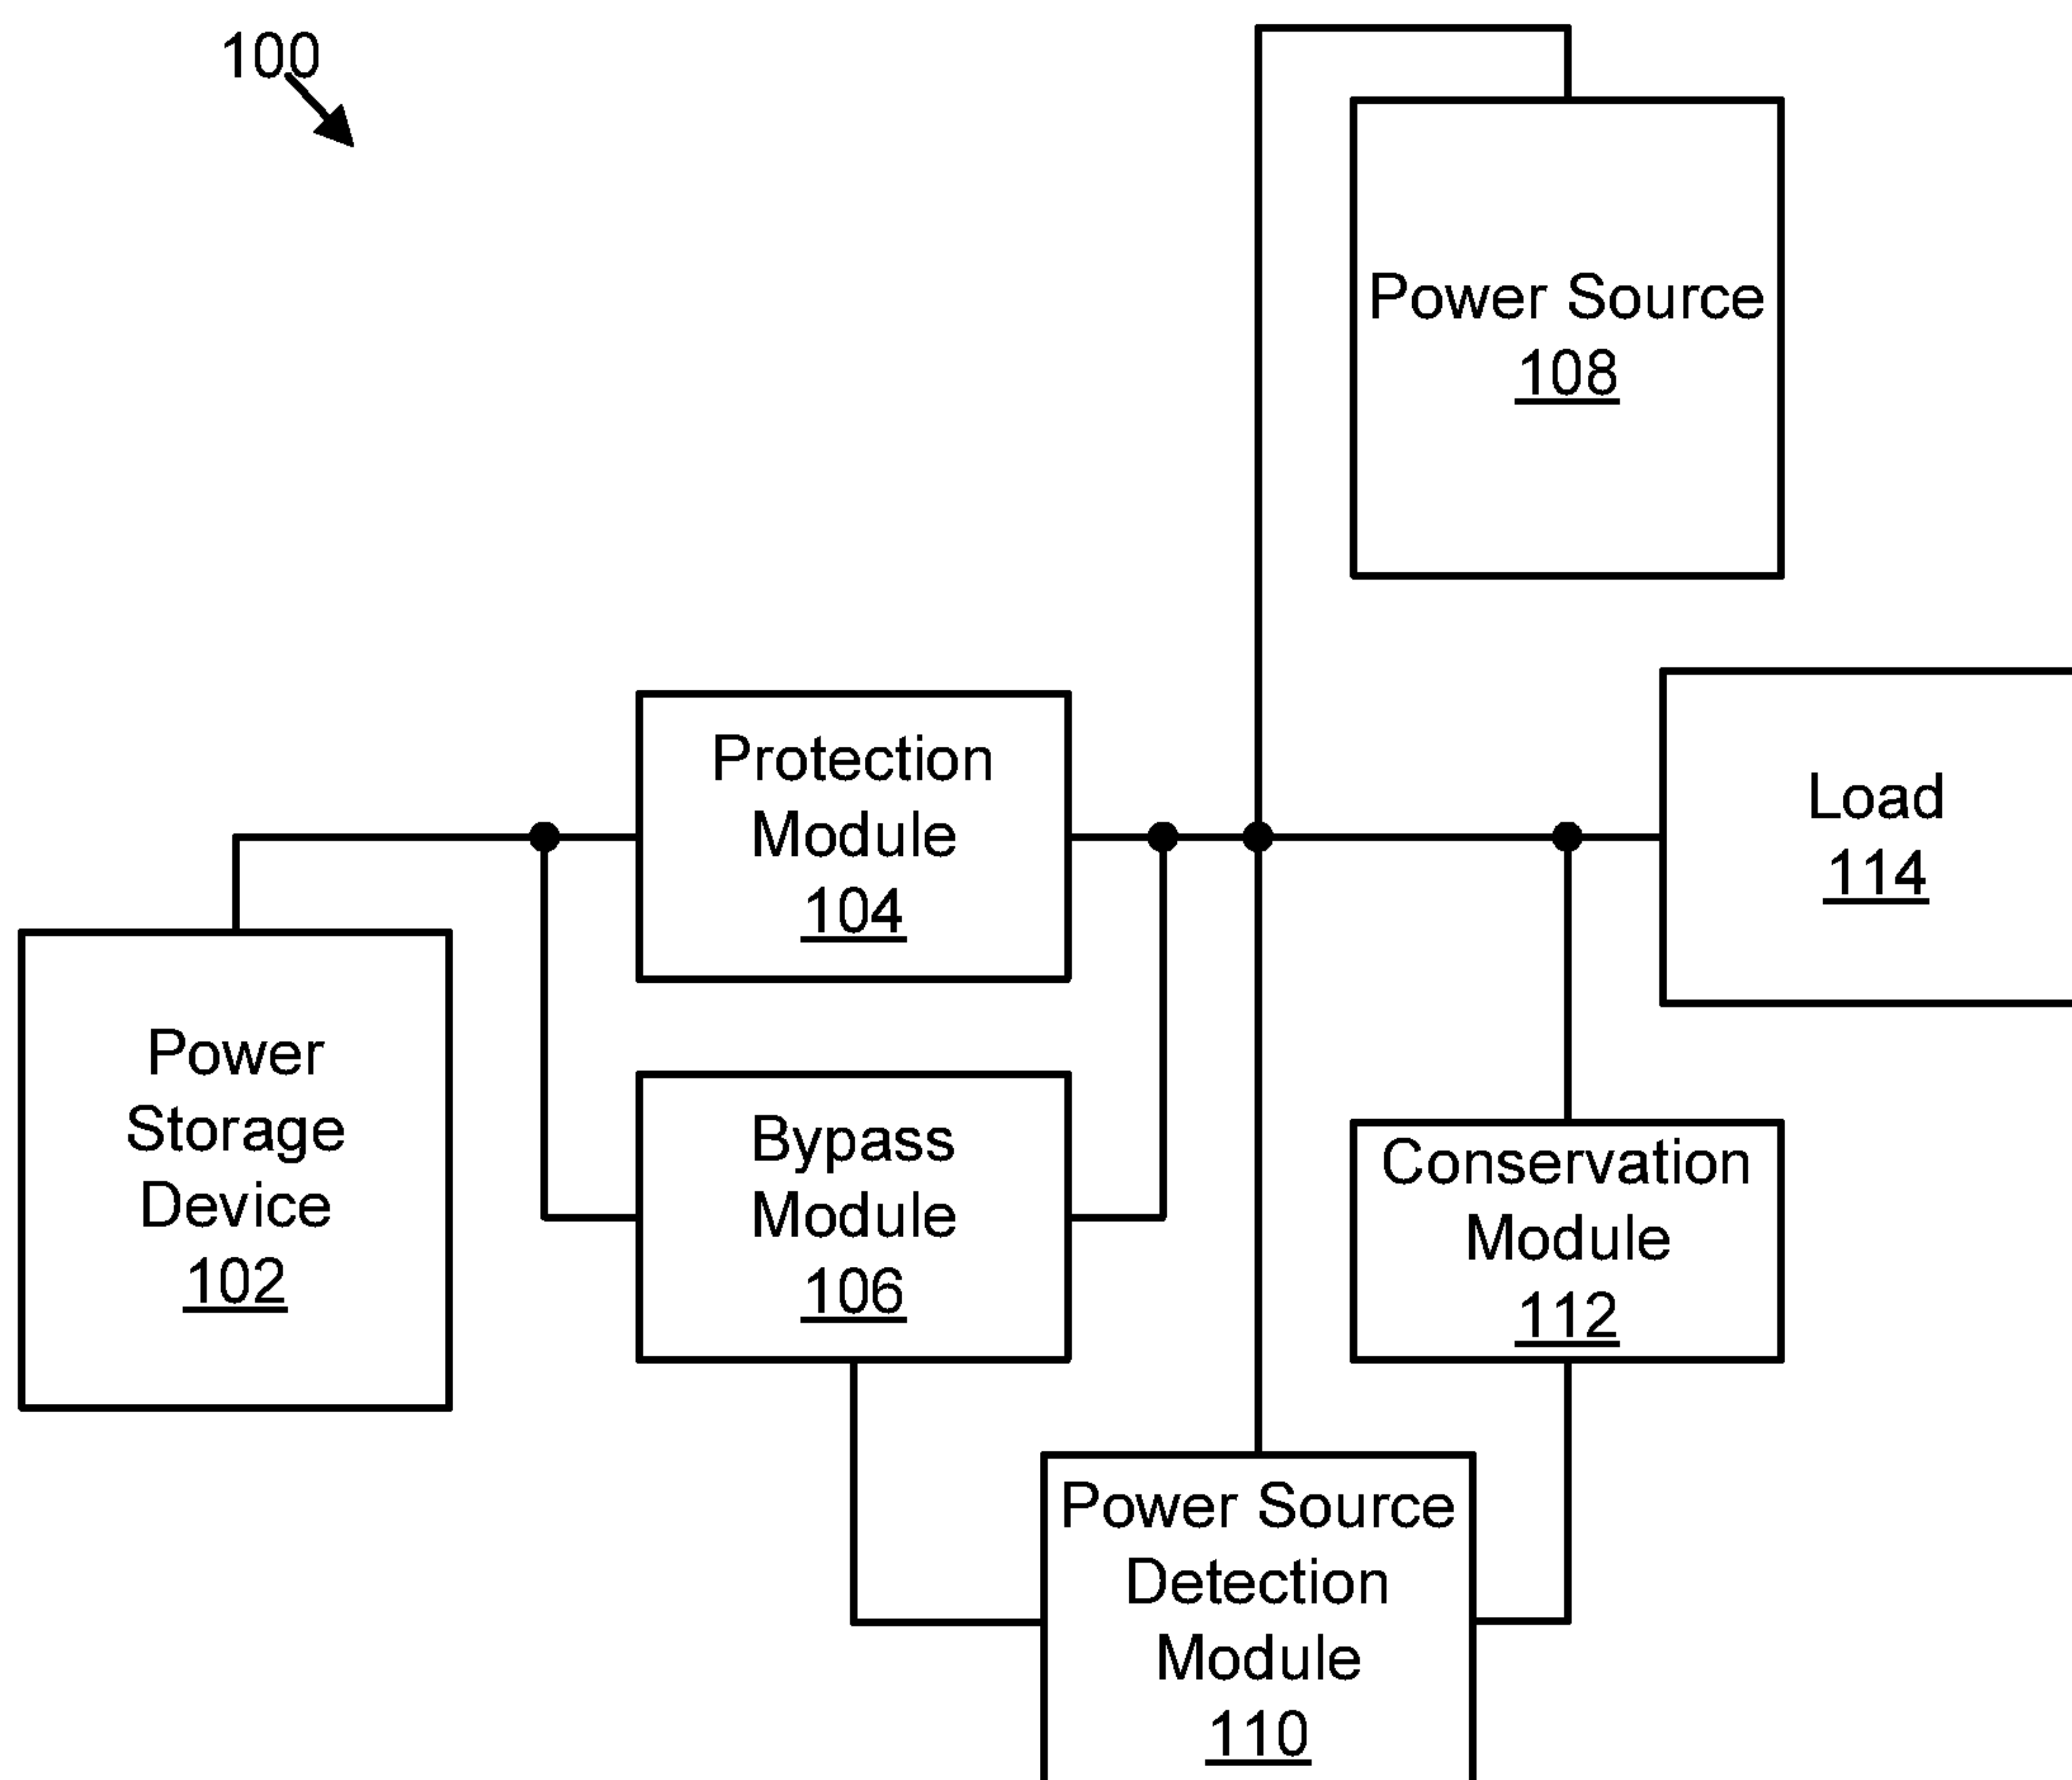 100
Power Source
108
Protection
Module
104
Load
114
Power
Storage
Device
102
Bypass
Module
106
Conservation
Module
112
Power Source
Detection
Module
110